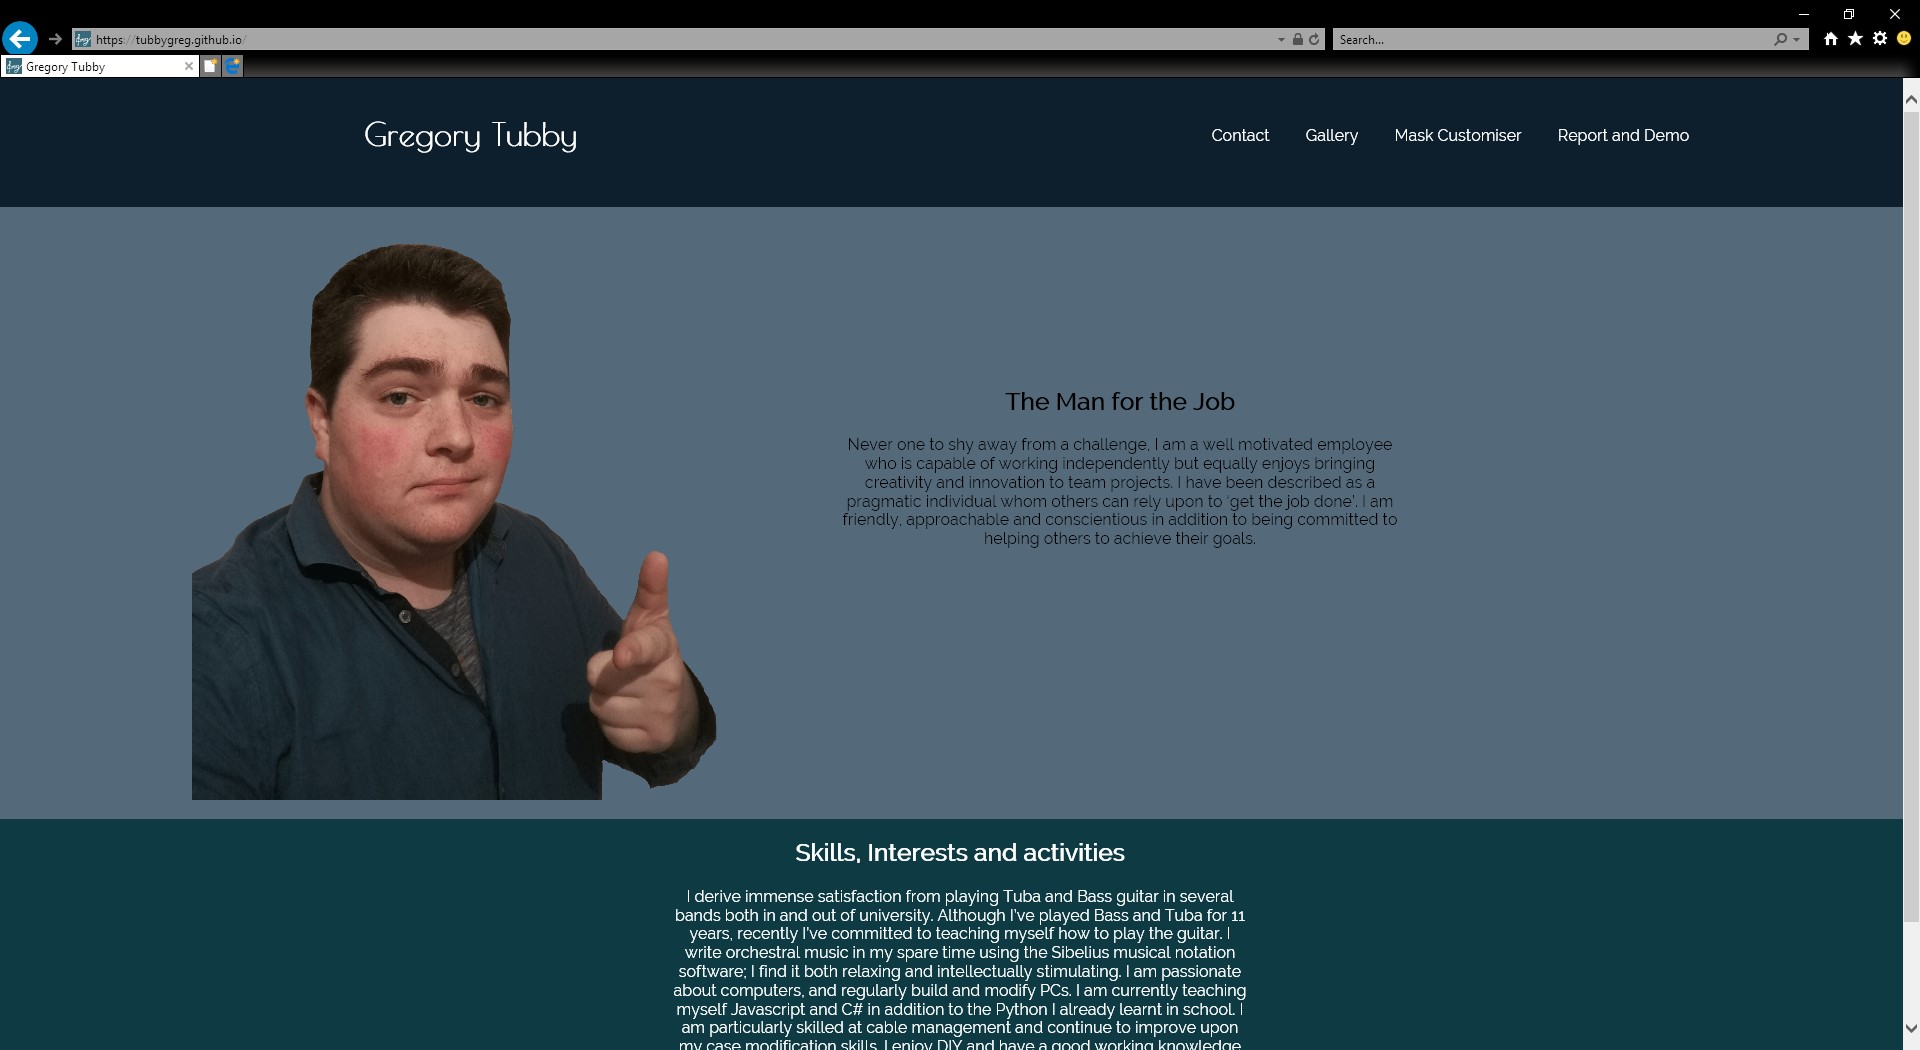 https://tubbygreg.github.io/
Search...
Gregory Tubby
Gregory Tubby
Contact
Gallery
Mask Customiser
Report and Demo
The Man for the Job
Never one to shy away from a challenge, I am a well motivated employee
who is capable of working independently but equally enjoys bringing
creativity and innovation to team projects. I have been described as a
pragmatic individual whom others can rely upon to ‘get the job done’. I am
friendly, approachable and conscientious in addition to being committed to
helping others to achieve their goals.
Skills, Interests and activities
I derive immense satisfaction from playing Tuba and Bass guitar in several
bands both in and out of university. Although I’ve played Bass and Tuba for 11
years, recently I’ve committed to teaching myself how to play the guitar. I
write orchestral music in my spare time using the Sibelius musical notation
software; I find it both relaxing and intellectually stimulating. I am passionate
about computers, and regularly build and modify PCs. I am currently teaching
myself Javascript and C# in addition to the Python I already learnt in school. I
am particularly skilled at cable management and continue to improve upon
my case modification skills. I enjoy DIY and have a good working knowledge